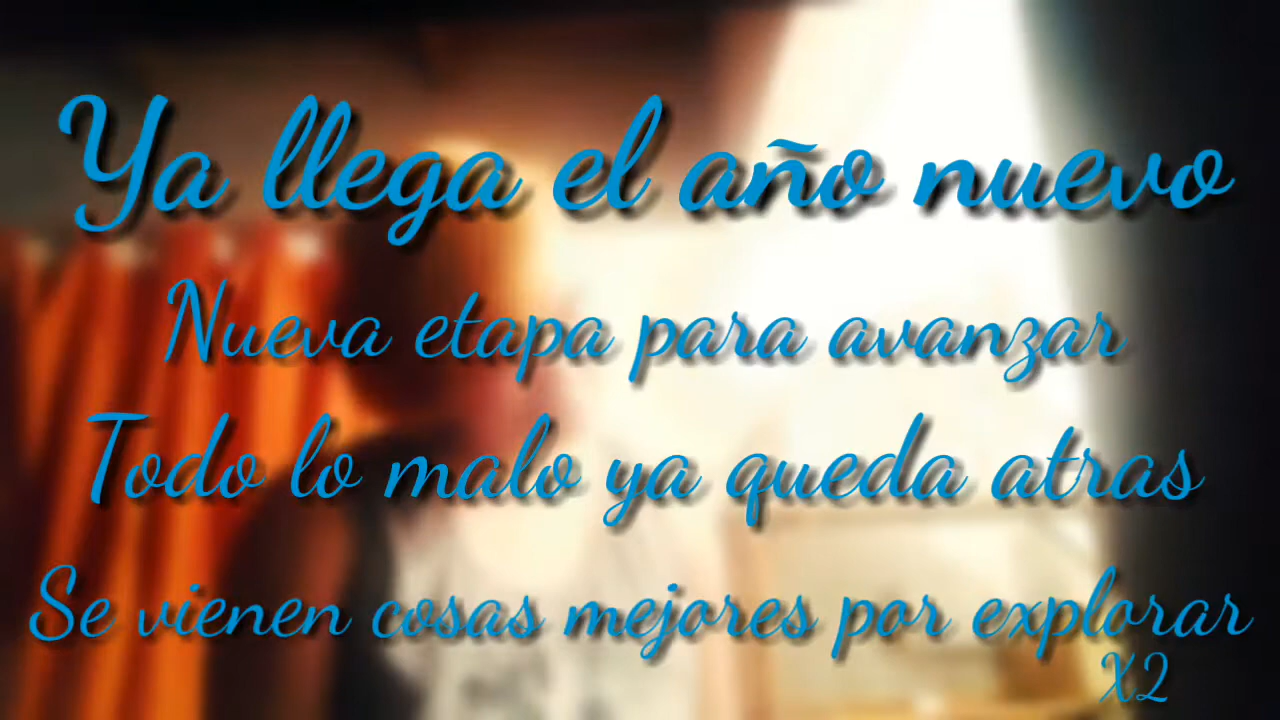 Ya llega el año nuevo
Nueva etapa para avanzar
Todo lo malo ya queda atras
Se vienen cosas mejores por explorar
X2